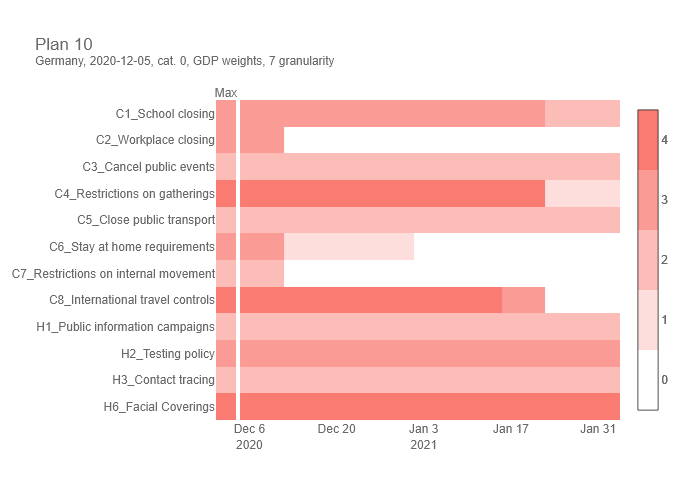 Plan 10
Germany, 2020-12-05, cat. 0, GDP weights, 7 granularity
Max
C1_School closing
C2_Workplace closing
C3_Cancel public events
C4_Restrictions on gatherings
C5_Close public transport
C6_Stay at home requirements
C7_Restrictions on internal movement
C8_International travel controls
H1_Public information campaigns
H2_Testing policy
H3_Contact tracing
H6_Facial Coverings
Dec 6 Dec 20 Jan 3 Jan 17 Jan 31
2020 2021
4
3
2
1
0